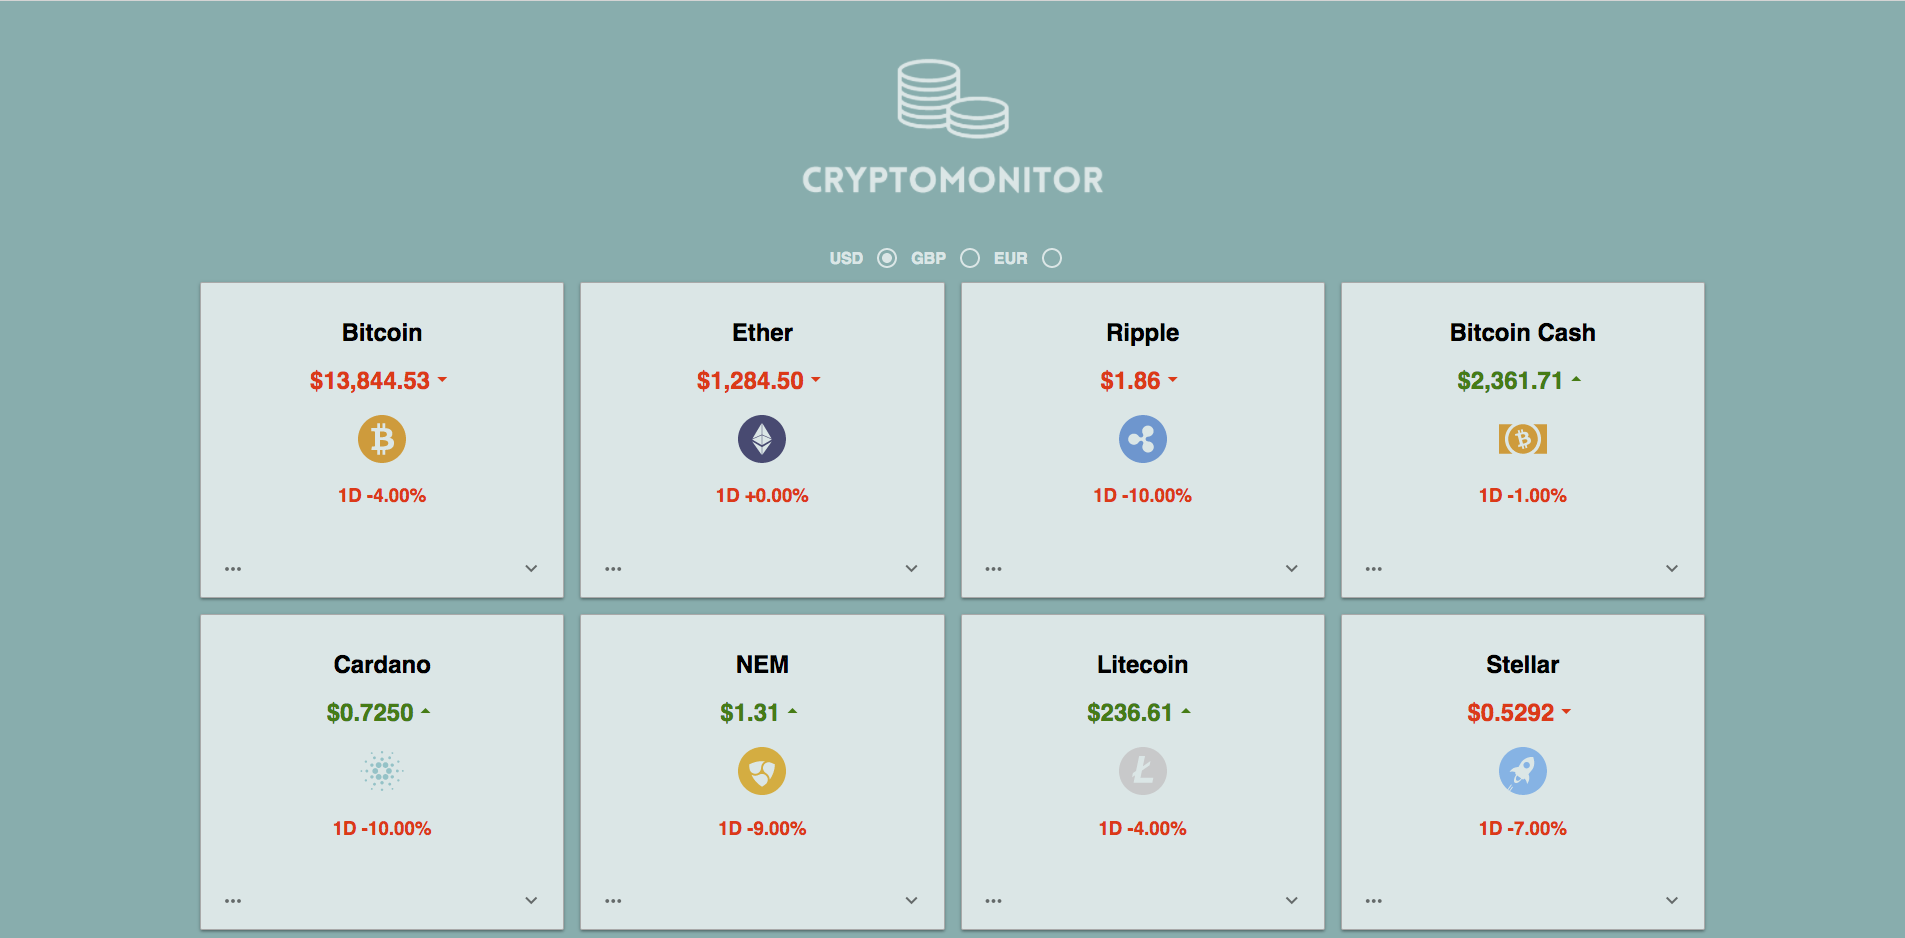 CRYPTOMONITOR
USD GBP EUR
Bitcoin
$13,844.53
1D -4.00%
Ether
$1,284.50
1D +0.00%
Ripple
$1.86
1D -10.00%
Bitcoin Cash
$2,361.71
1D -1.00%
Cardano
$0.7250
1D -10.00%
NEM
$1.31
1D -9.00%
Litecoin
$236.61
1D -4.00%
Stellar
$0.5292
1D -7.00%